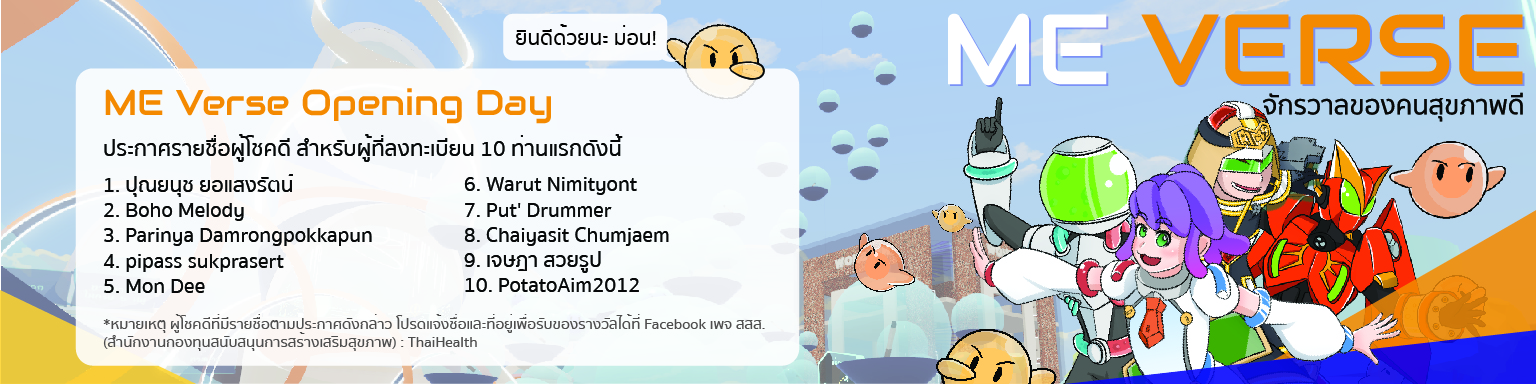 ยินดีด้วยนะ ม่อน!
ME VERSE
จักรวาลของคนสุขภาพดี
ME Verse Opening Day
ประกาศรายชื่อผู้โชคดี สำหรับผู้ที่ลงทะเบียน 10 ท่านแรกดังนี้
1. ปุณยนุช ยอแสงรัตน์
2. Boho Melody
3. Parinya Damrongpokkapun
4. pipass sukprasert
5. Mon Dee
6. Warut Nimityont
7. Put' Drummer
8. Chaiyasit Chumjaem
9. เจษฎา สวยรูป
10. PotatoAim2012
*หมายเหตุ ผู้โชคดีที่มีรายชื่อตามประกาศดังกล่าว โปรดแจ้งชื่อและที่อยู่เพื่อรับของรางวัลได้ที่ Facebook เพจ สสส.
(สำนักงานกองทุนสนับสนุนการสร้างเสริมสุขภาพ) : ThaiHealth